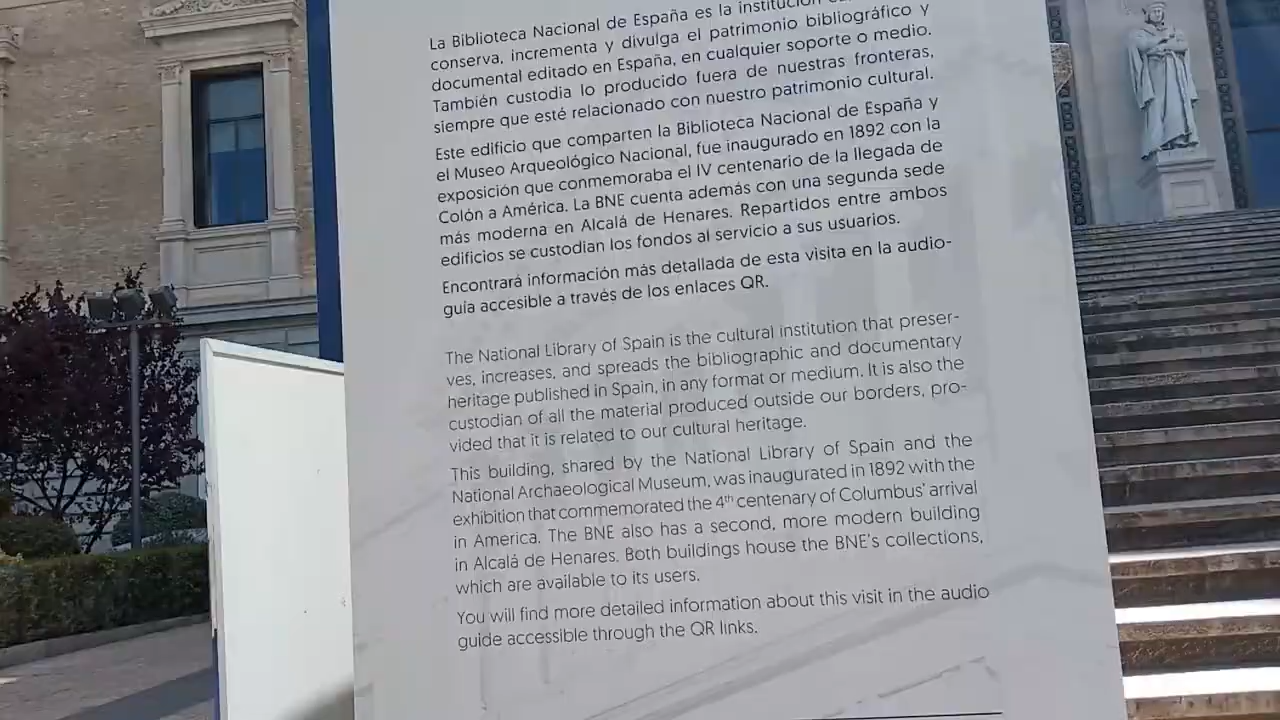 La Biblioteca Nacional de España es la institución
conserva, incrementa y divulga el patrimonio bibliográfico y
documental editado en España, en cualquier soporte o medio.
También custodia lo producido fuera de nuestras fronteras,
siempre que esté relacionado con nuestro patrimonio cultural.
Este edificio que comparten la Biblioteca Nacional de España y
el Museo Arqueológico Nacional, fue inaugurado en 1892 con la
exposición que conmemoraba el IV centenario de la llegada de
Colón a América. La BNE cuenta además con una segunda sede
más moderna en Alcalá de Henares. Repartidos entre ambos
edificios se custodian los fondos al servicio a sus usuarios.
Encontrará información más detallada de esta visita en la audio-
guía accesible a través de los enlaces QR.
The National Library of Spain is the cultural institution that preser-
ves, increases, and spreads the bibliographic and documentary
heritage published in Spain, in any format or medium. It is also the
custodian of all the material produced outside our borders, pro-
vided that it is related to our cultural heritage.
This building, shared by the National Library of Spain and the
National Archaeological Museum, was inaugurated in 1892 with the
exhibition that commemorated the 4th centenary of Columbus' arrival
in America. The BNE also has a second, more modern building
in Alcalá de Henares. Both buildings house the BNE's collections,
which are available to its users.
You will find more detailed information about this visit in the audio
guide accessible through the QR links.